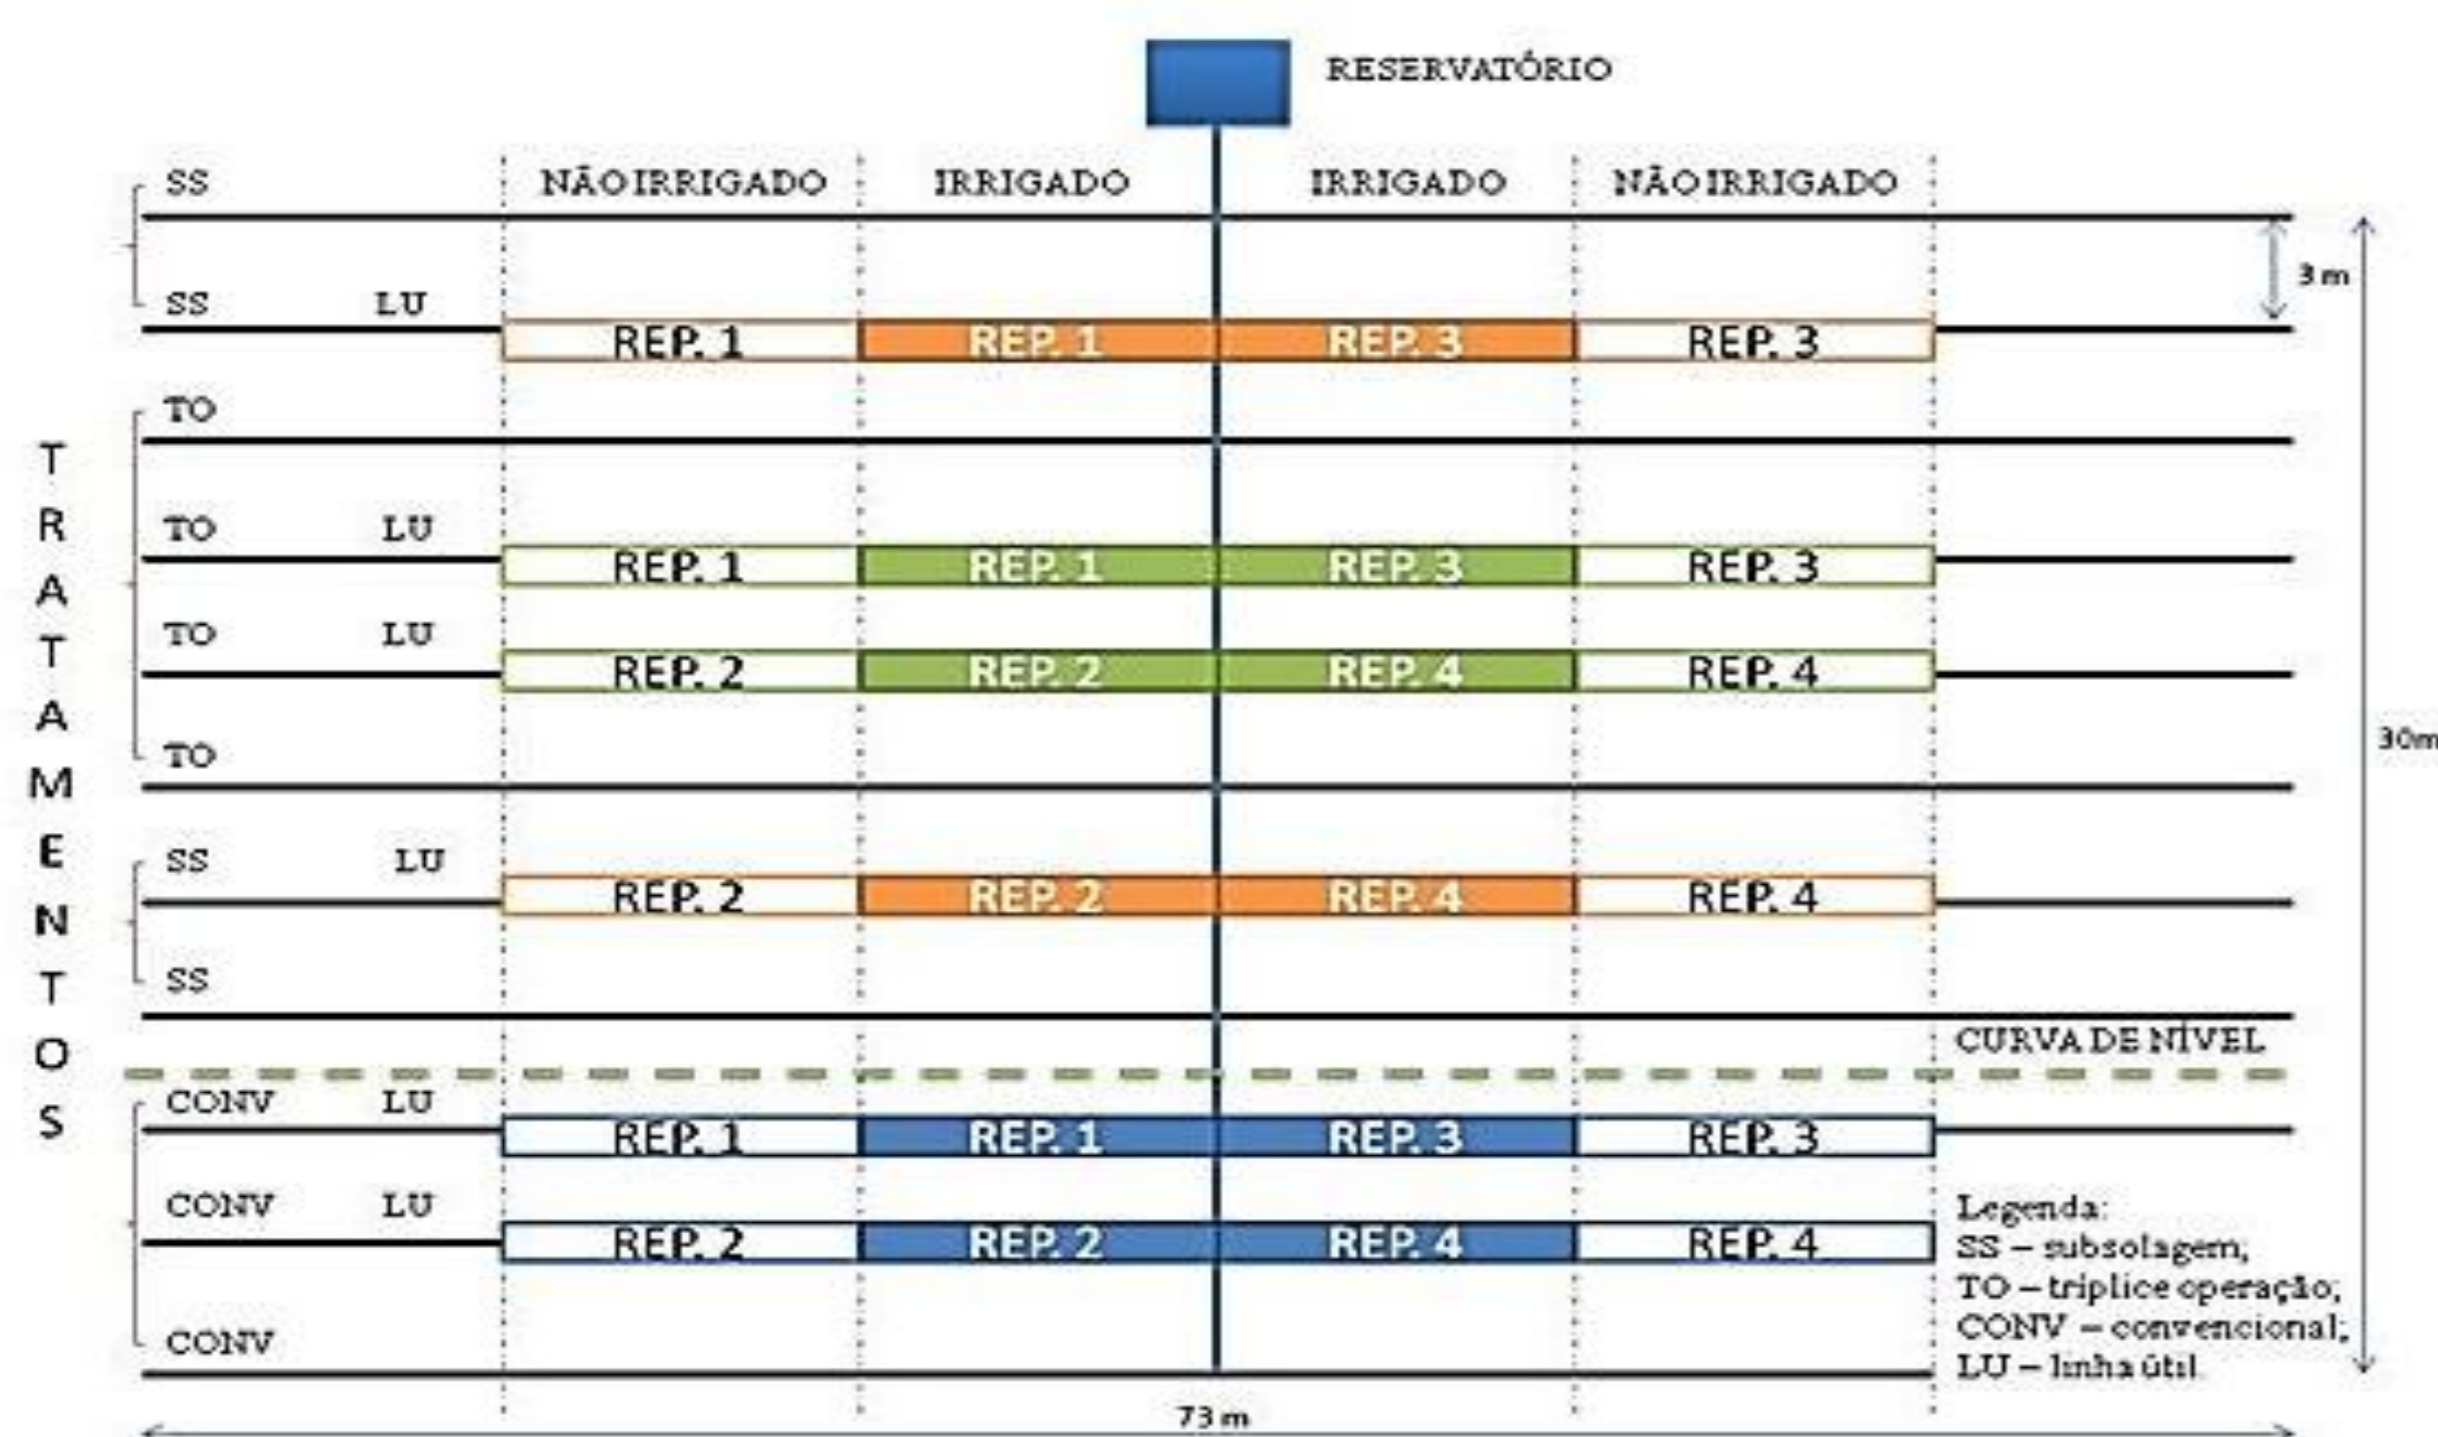 RESERVATÓRIO
SS NÃO IRRIGADO IRRIGADO IRRIGADO NÃO IRRIGADO
3 m
SS LU
REP. 1 REP. 1 REP. 3 REP. 3
TO
TO LU
REP. 1 REP. 1 REP. 3 REP. 3
TO LU
REP. 2 REP. 2 REP. 4 REP. 4
30m
TO
SS LU
REP. 2 REP. 2 REP. 4 REP. 4
SS
TRATAMENTOS
CURVA DE NÍVEL
CONV LU
REP. 1 REP. 1 REP. 3 REP. 3
CONV LU
REP. 2 REP. 2 REP. 4 REP. 4
CONV
Legenda:
SS – subsolagem;
TO – tríplice operação;
CONV – convencional;
LU – linha útil.
73 m